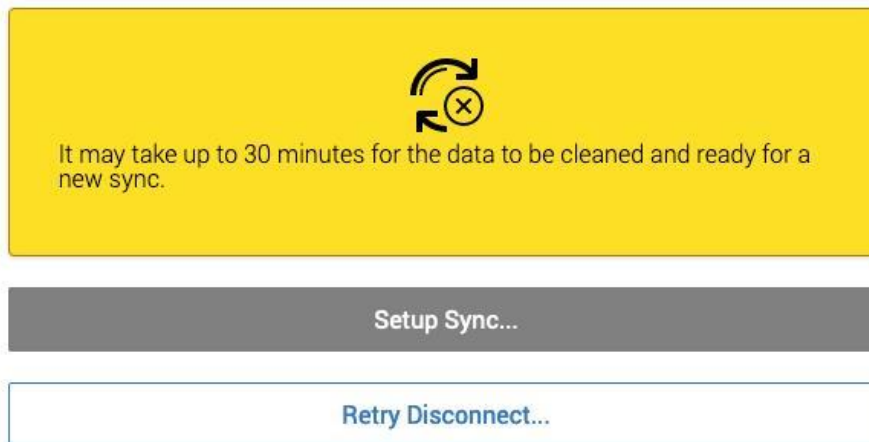 It may take up to 30 minutes for the data to be cleaned and ready for a
new sync.
Setup Sync...
Retry Disconnect...